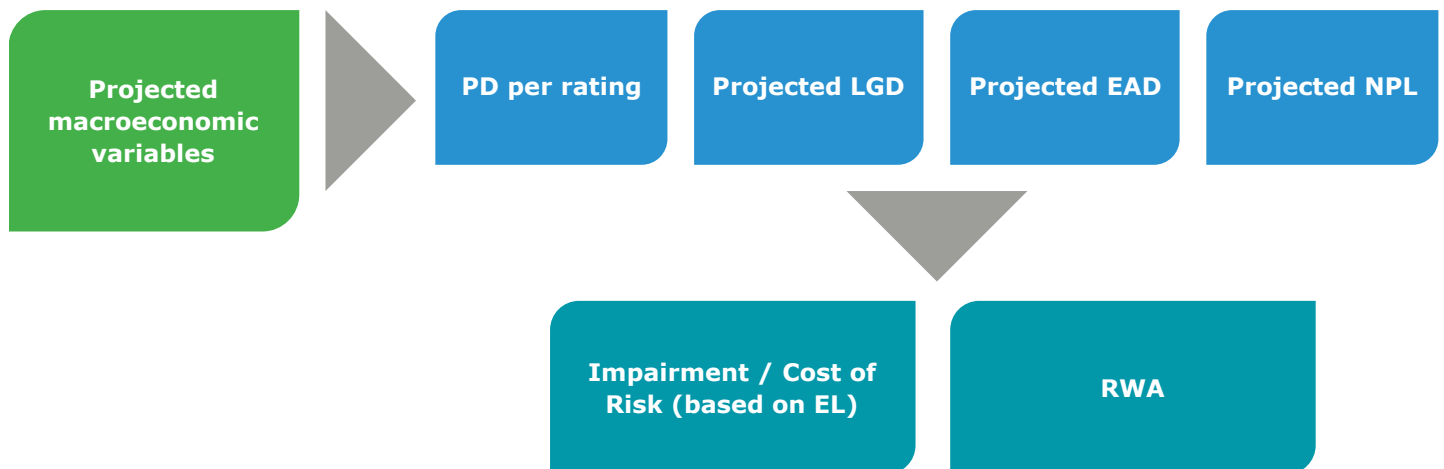 Projected
macroeconomic
variables
PD per rating
Projected LGD
Projected EAD
Projected NPL
Impairment / Cost of
Risk (based on EL)
RWA